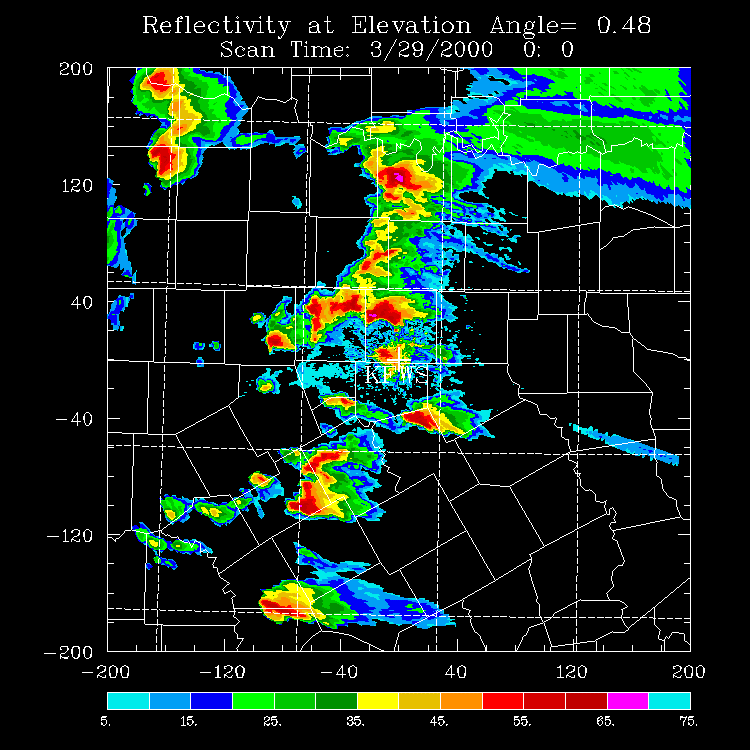 Reflectivity at Elevation Angle= 0.48
Scan Time: 3/29/2000 0: 0
200
120
40
KFWS
-40
-120
-200
-200 -120 -40 40 120 200
5. 15. 25. 35. 45. 55. 65. 75.